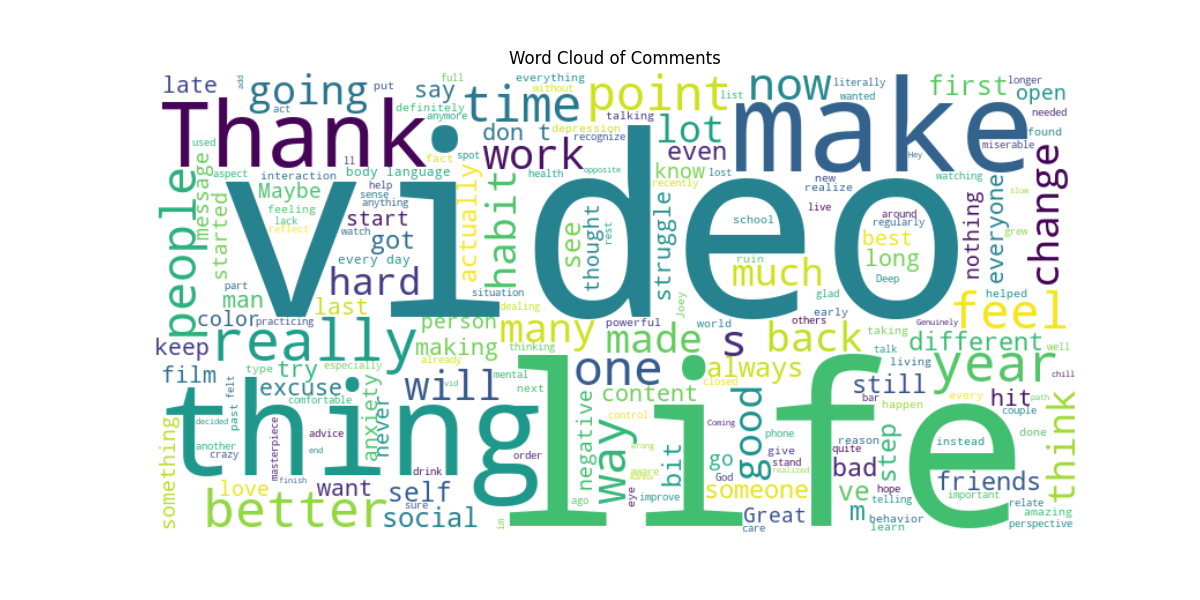 Word Cloud of Comments
late
add
going
act
put
say
full
everything
without
time
definitely
anymore
point
list
talking
now
literally
wanted
first
longer
open
needed
Thank
ll
fact
spot
don t
depression
recognize
work
lot
even
make
Hey
found
miserable
used
aspect
message
people
interaction
body language
Maybe
help
sense
anything
feeling
lack
reflect
watch
start
got
every day
started
actually
habit
health
opposite
see
thought
rest
struggle
know
recently
lost
school
new
realize
live
around
regularly
best
long
Deep
watching
nothing
everyone
slow
grew
change
video
hard
man
part
color
practicing
last
situation
ruin
much
glad
early
helped
feel
dealing
person
making
many
powerful
made
Joey
world
s
others
back
Genuinely
taking
different
well
keep
really
already
thinking
one
always
talk
living
year
chill
film
type
try
especially
excuse
comfortable
felt
past
will
vid
mental
next
content
closed
still
bar
happen
every
hit
couple
path
think
something
decided
another
crazy
thing
masterpiece
advice
end
anxiety
never
negative
control
wrong
way
bit
Coming
good
phone
give
stand
reason
quite
bad
step
instead
done
love
finish
want
drink
sure
order
self
social
better
im
ago
eye
aware
wanna
improve
go
God
realized
someone
care
Great
life
ve
hope
m
telling
behavior
learn
friends
important
relate
amazing
perspective